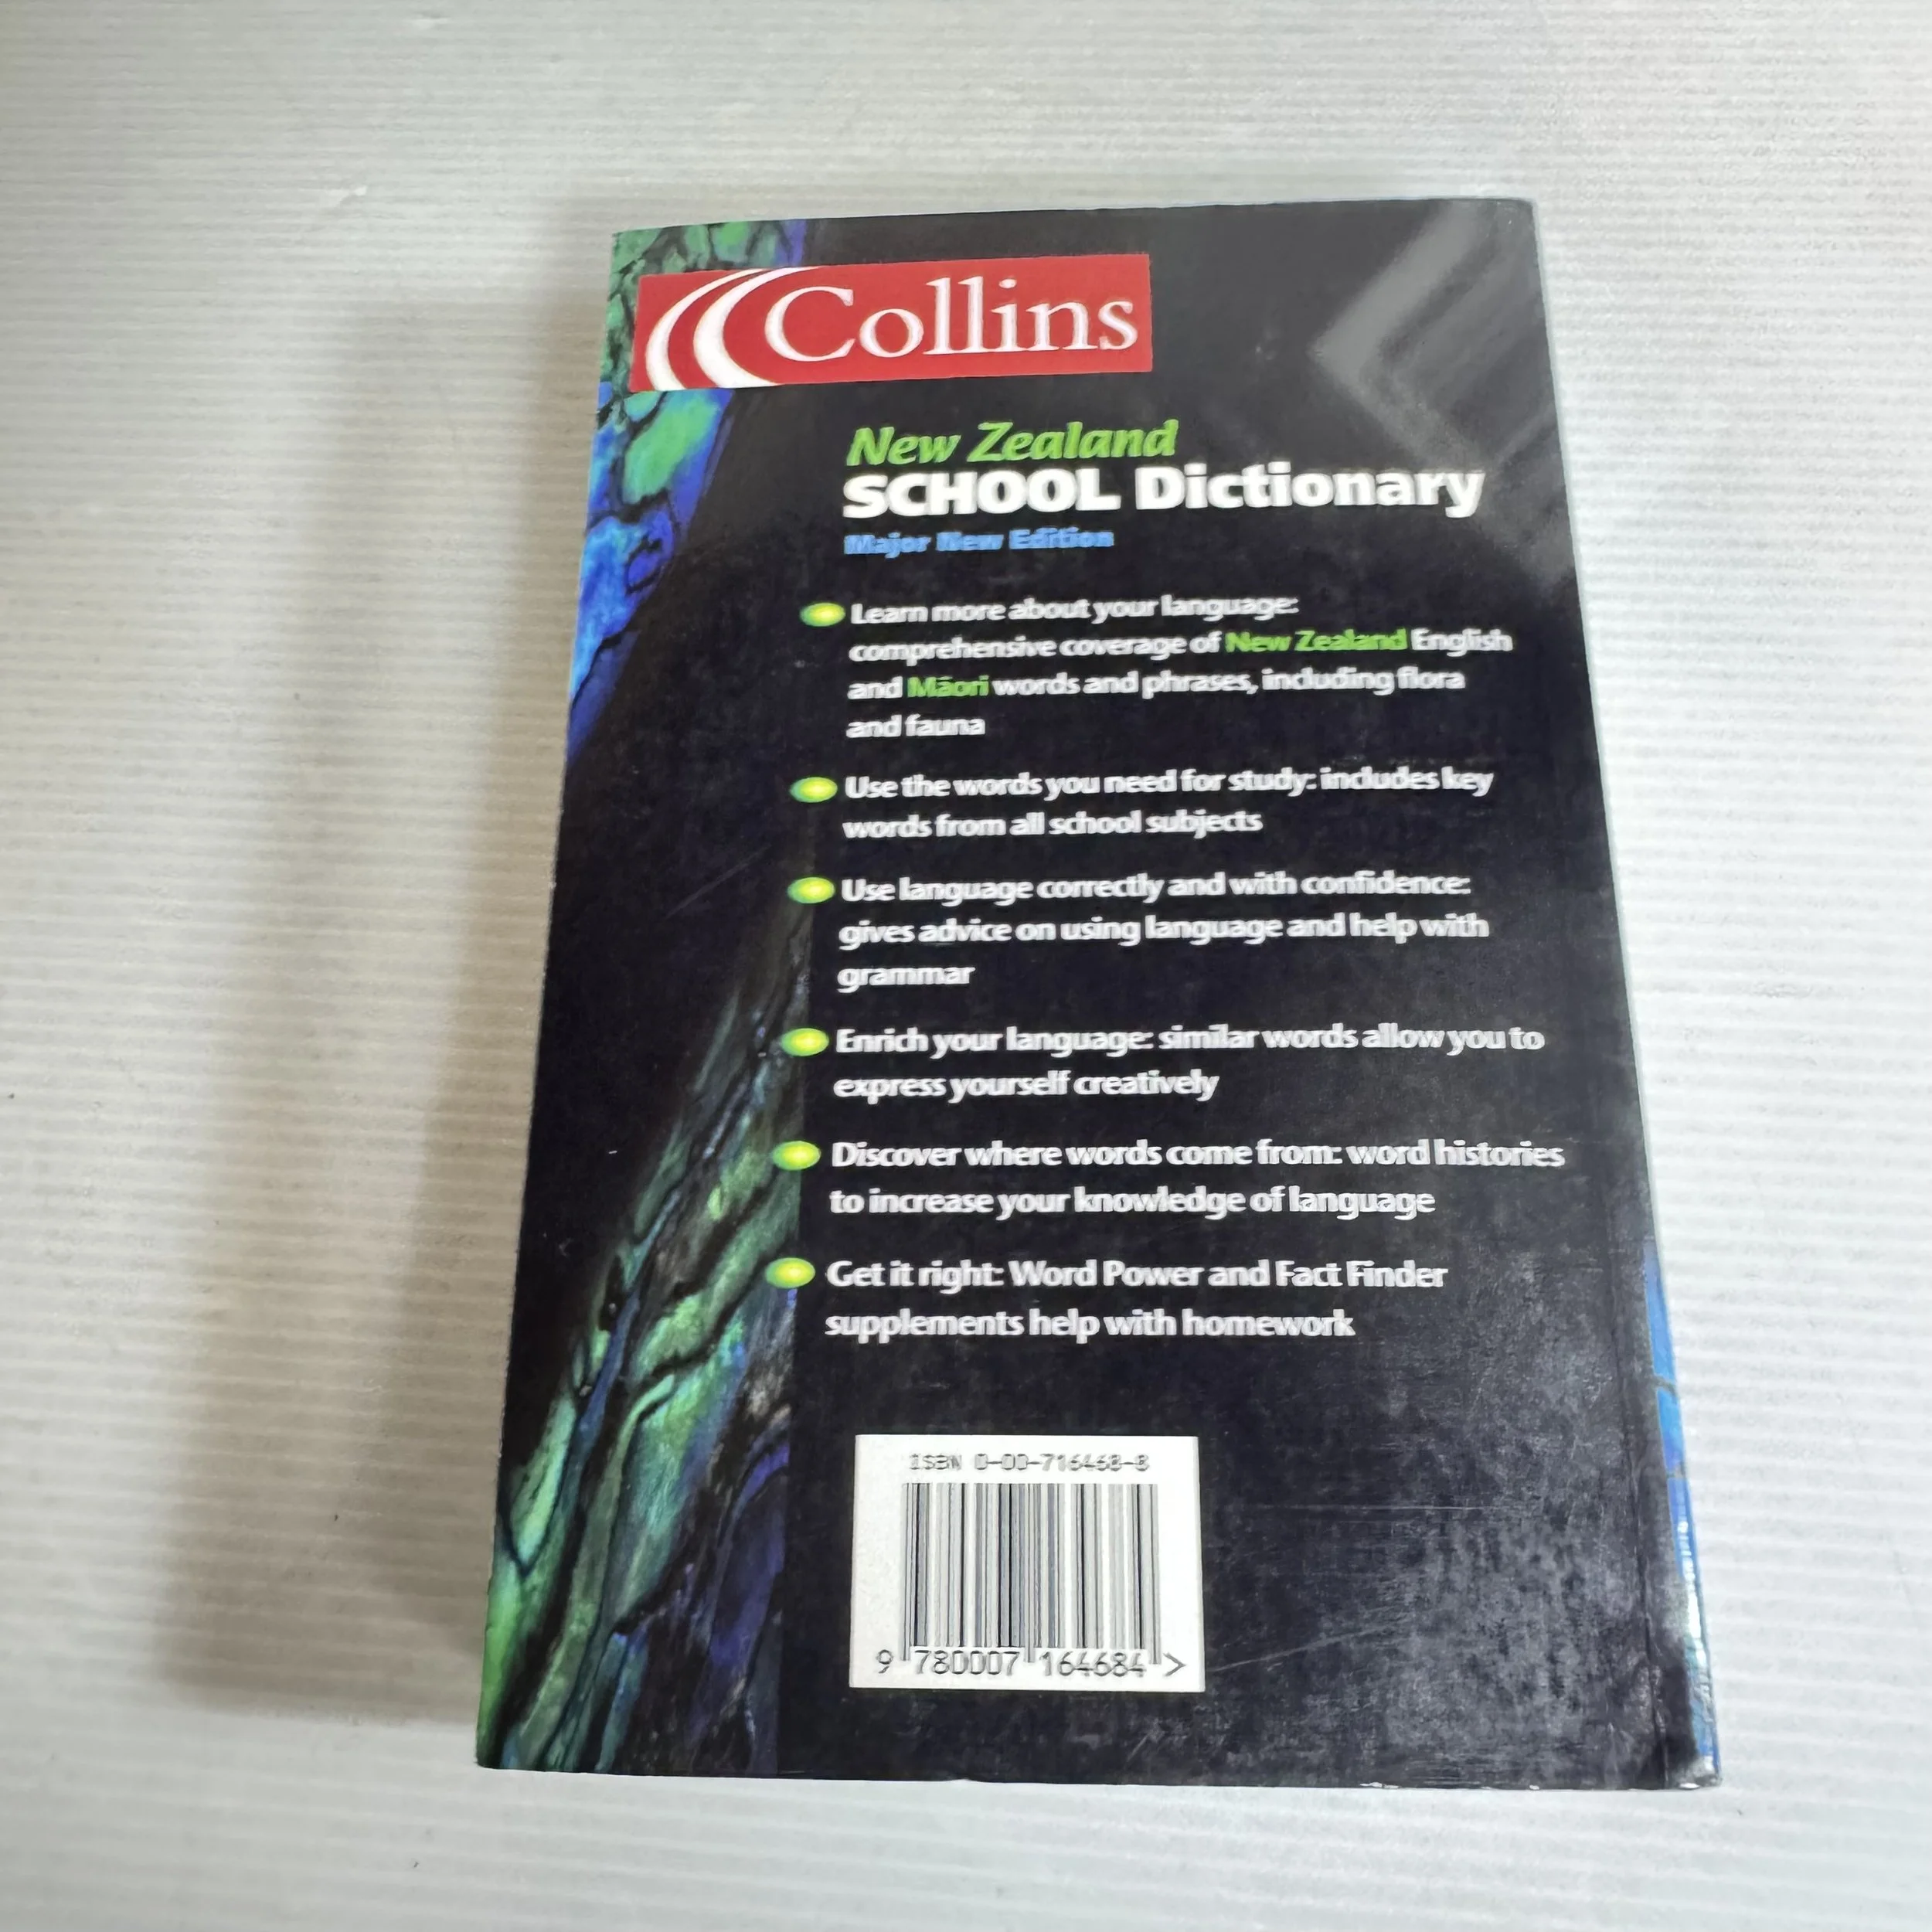 Collins
New Zealand
SCHOOL Dictionary
Major New Edition
Learn more about your language:
comprehensive coverage of New Zealand English
and Māori words and phrases, including flora
and fauna
Use the words you need for study: includes key
words from all school subjects
Use language correctly and with confidence:
gives advice on using language and help with
grammar
Enrich your language: similar words allow you to
express yourself creatively
Discover where words come from: word histories
to increase your knowledge of language
Get it right: Word Power and Fact Finder
supplements help with homework
ISBN 0-00-716468-8
9 780007 164684 >